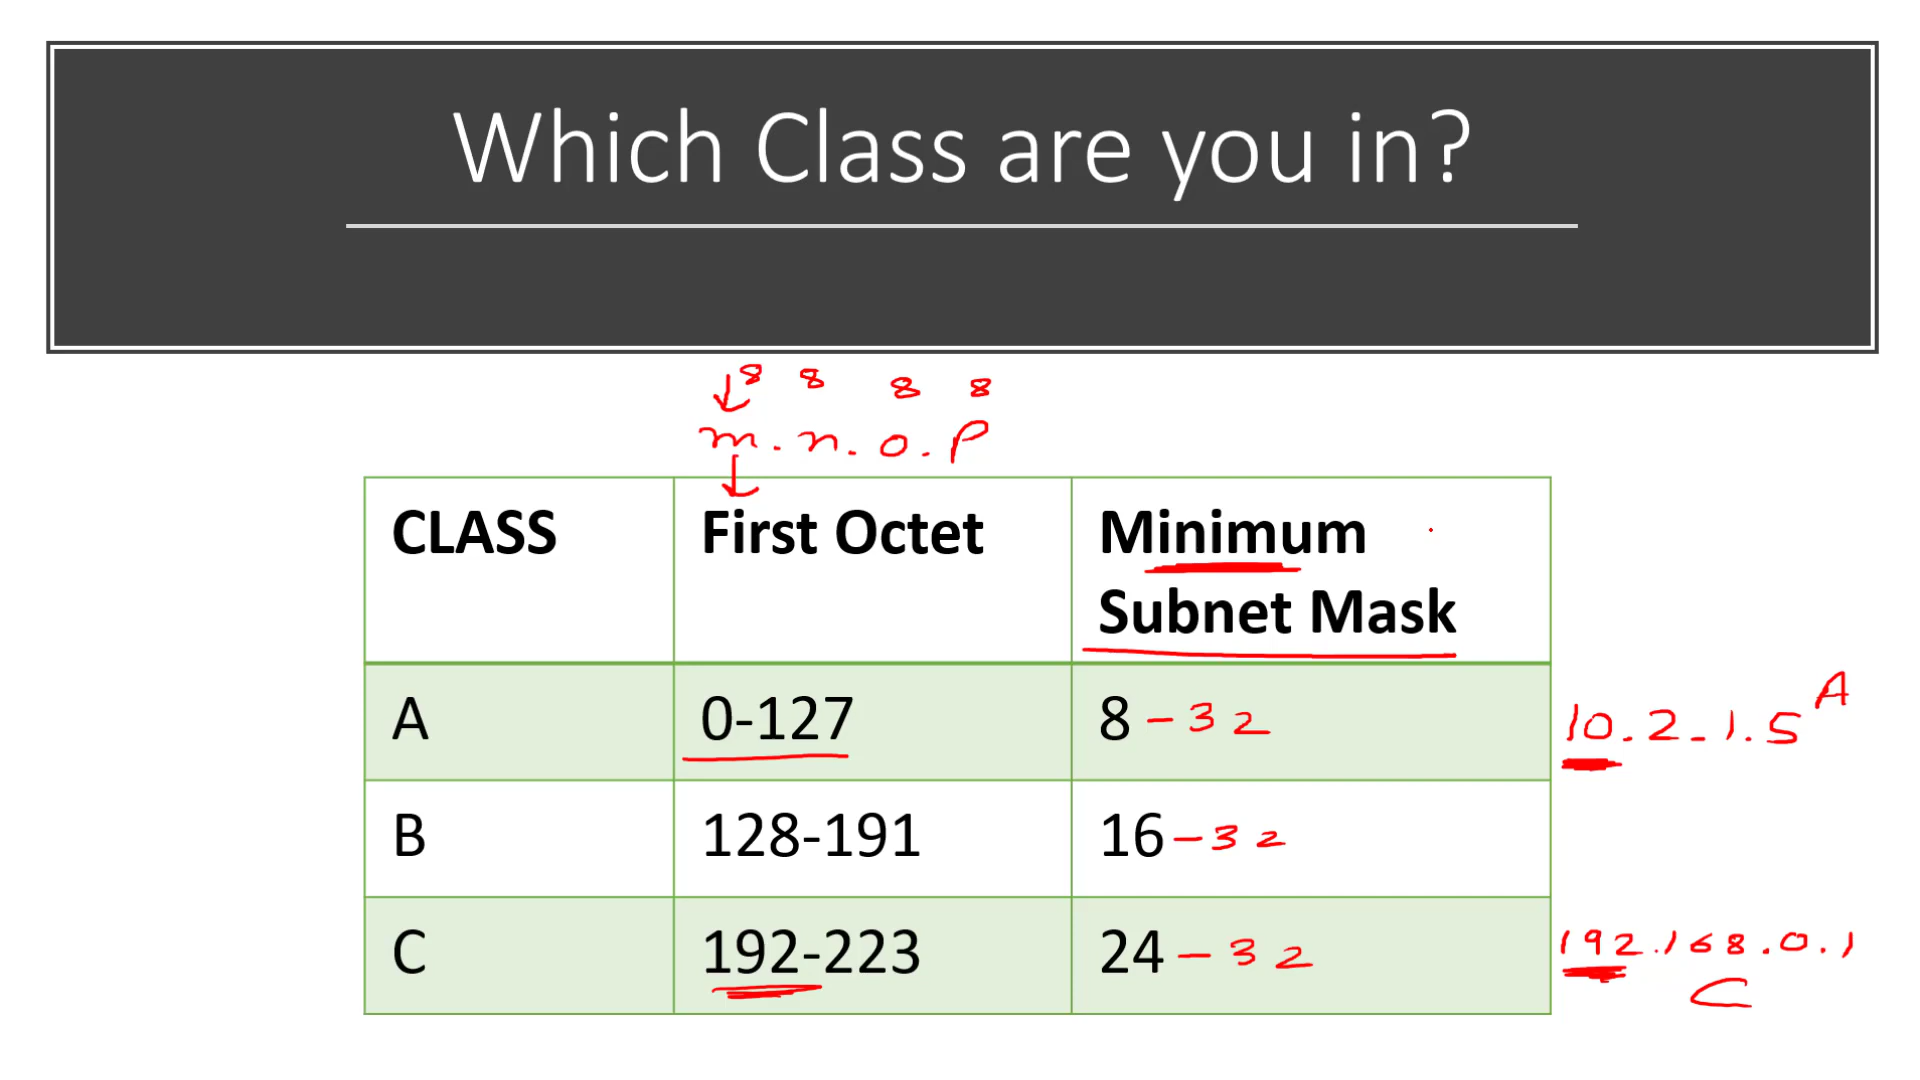 Which Class are you in?
8 8 8 8
m.n.o.P
CLASS First Octet Minimum Subnet Mask
A 0-127 8 - 32 10.2.1.5 A
B 128-191 16 - 32
C 192-223 24 - 32 192.168.0.1 C